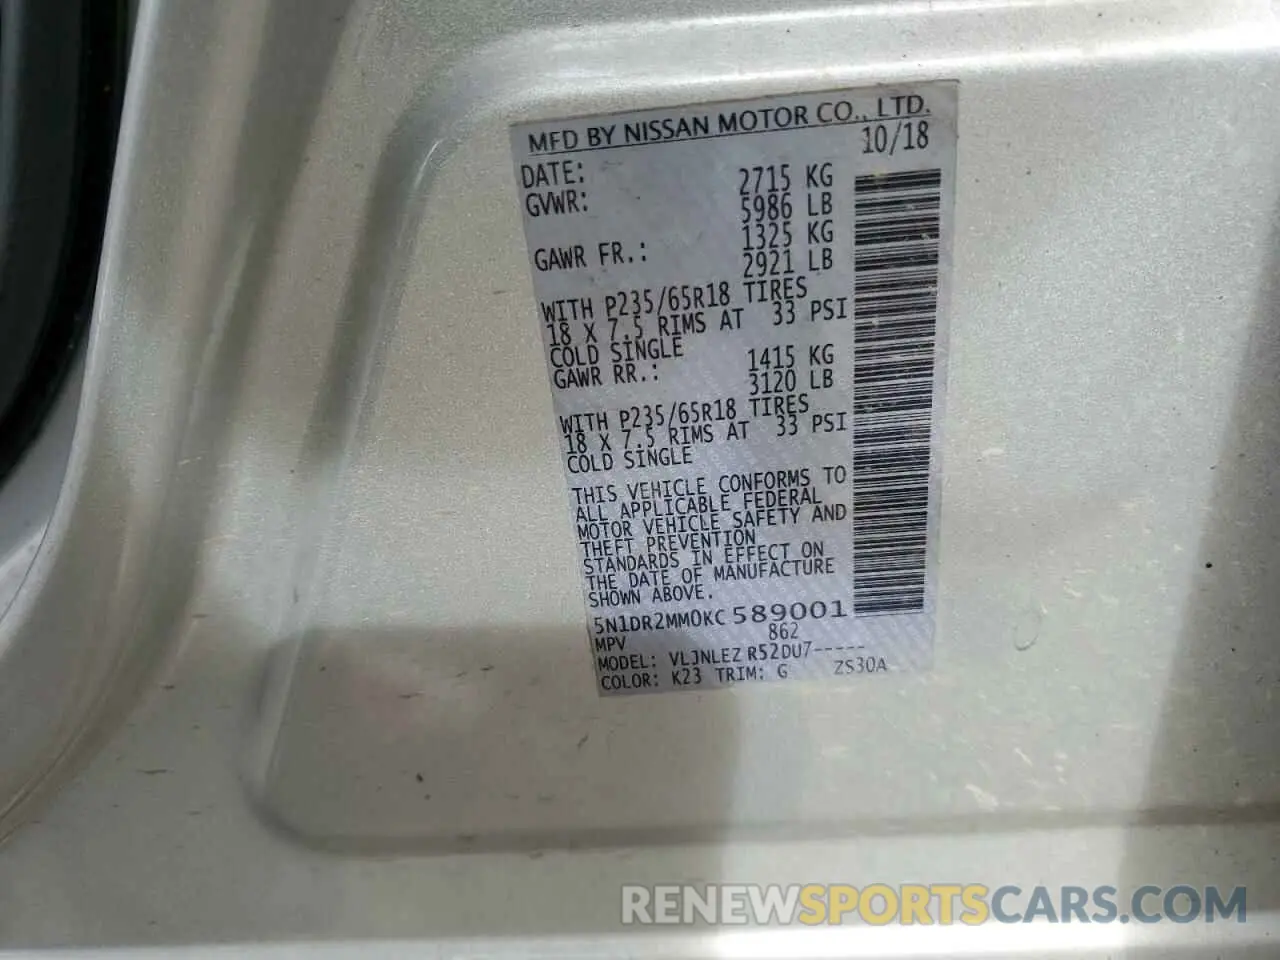 MFD BY NISSAN MOTOR CO., LTD.
DATE: 10/18
GVWR: 2715 KG
5986 LB
GAWR FR.: 1325 KG
2921 LB
WITH P235/65R18 TIRES
18 X 7.5 RIMS AT 33 PSI
COLD SINGLE
GAWR RR.: 1415 KG
3120 LB
WITH P235/65R18 TIRES
18 X 7.5 RIMS AT 33 PSI
COLD SINGLE
THIS VEHICLE CONFORMS TO
ALL APPLICABLE FEDERAL
MOTOR VEHICLE SAFETY AND
THEFT PREVENTION
STANDARDS IN EFFECT ON
THE DATE OF MANUFACTURE
SHOWN ABOVE.
5N1DR2MM0KC589001
MPV 862
MODEL: VLJNLEZ R52DU7-----
COLOR: K23 TRIM: G ZS30A
RENEWSPORTSCARS.COM